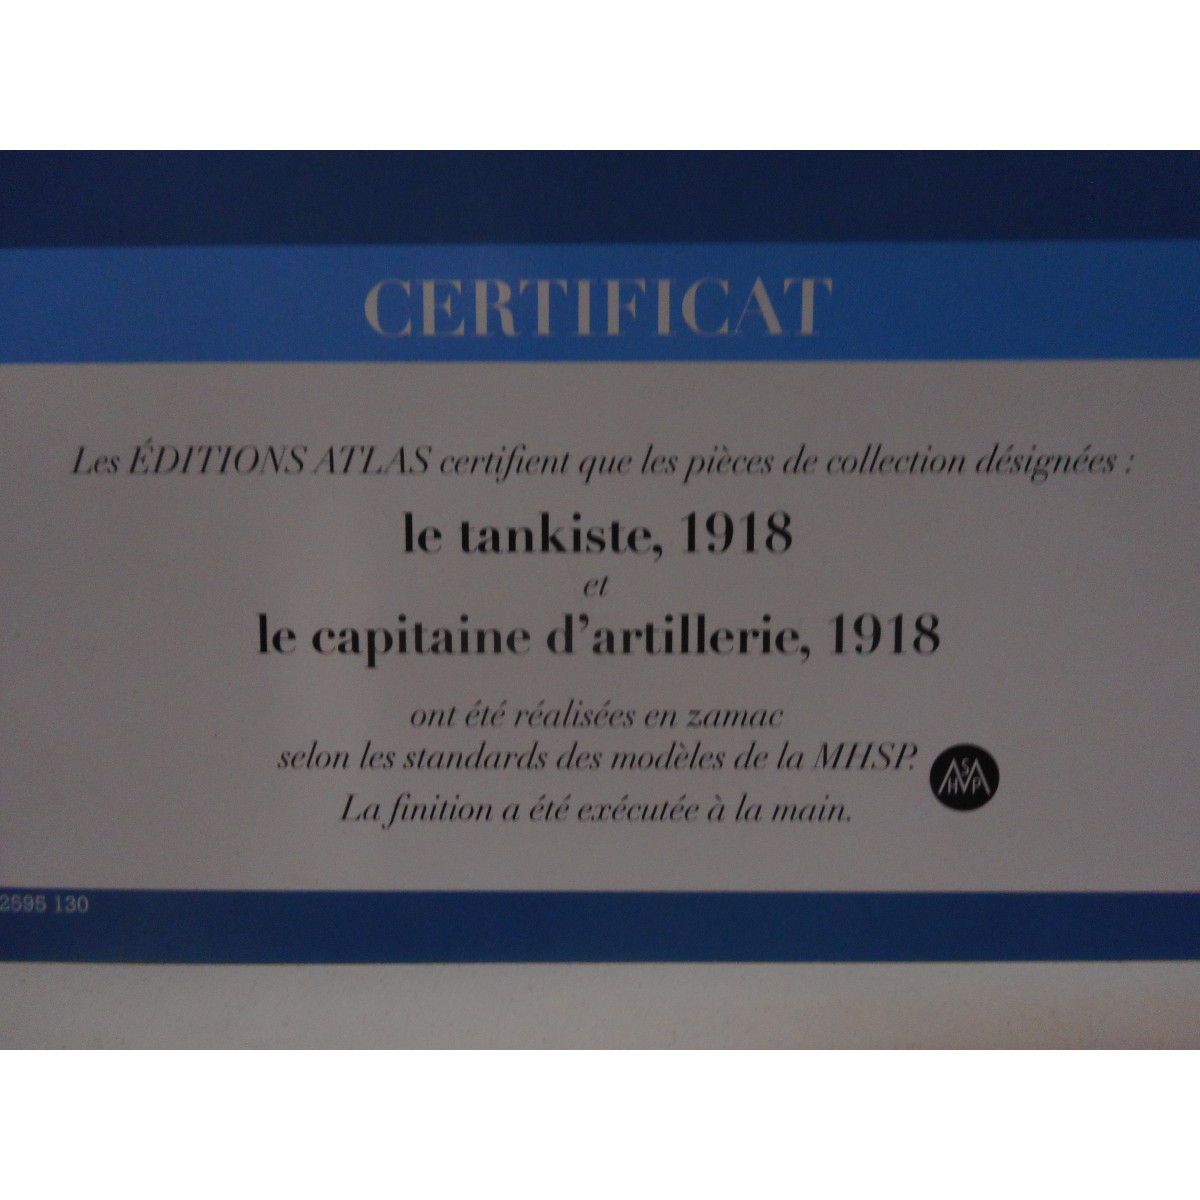 CERTIFICAT
Les ÉDITIONS ATLAS certifient que les pièces de collection désignées :
le tankiste, 1918
et
le capitaine d'artillerie, 1918
ont été réalisées en zamac
selon les standards des modèles de la MHSP.
MHSP
La finition a été exécutée à la main.
2595 130